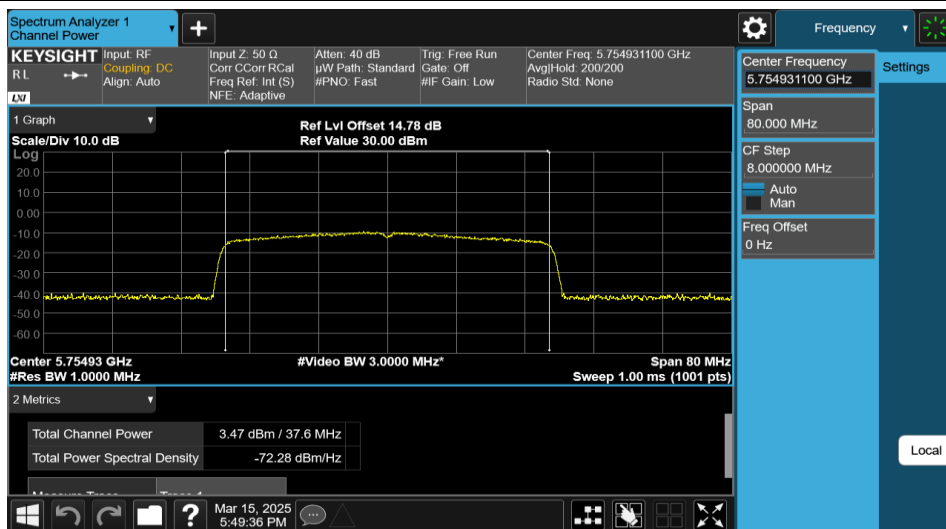 Spectrum Analyzer 1
Channel Power
Frequency
KEYSIGHT
RL
LXI
Input: RF
Coupling: DC
Align: Auto
Input Z: 50 Ω
Corr CCorr RCal
Freq Ref: Int (S)
NFE: Adaptive
Atten: 40 dB
µW Path: Standard
#PNO: Fast
Trig: Free Run
Gate: Off
#IF Gain: Low
Center Freq: 5.754931100 GHz
Avg|Hold: 200/200
Radio Std: None
Center Frequency
5.754931100 GHz
Settings
Span
80.000 MHz
CF Step
8.000000 MHz
Auto
Man
Freq Offset
0 Hz
Local
1 Graph
Scale/Div 10.0 dB
Ref Lvl Offset 14.78 dB
Ref Value 30.00 dBm
Log
20.0
10.0
0.00
-10.0
-20.0
-30.0
-40.0
-50.0
-60.0
Center 5.75493 GHz
#Video BW 3.0000 MHz*
Span 80 MHz
#Res BW 1.0000 MHz
Sweep 1.00 ms (1001 pts)
2 Metrics
Total Channel Power 3.47 dBm / 37.6 MHz
Total Power Spectral Density -72.28 dBm/Hz
?
Mar 15, 2025
5:49:36 PM